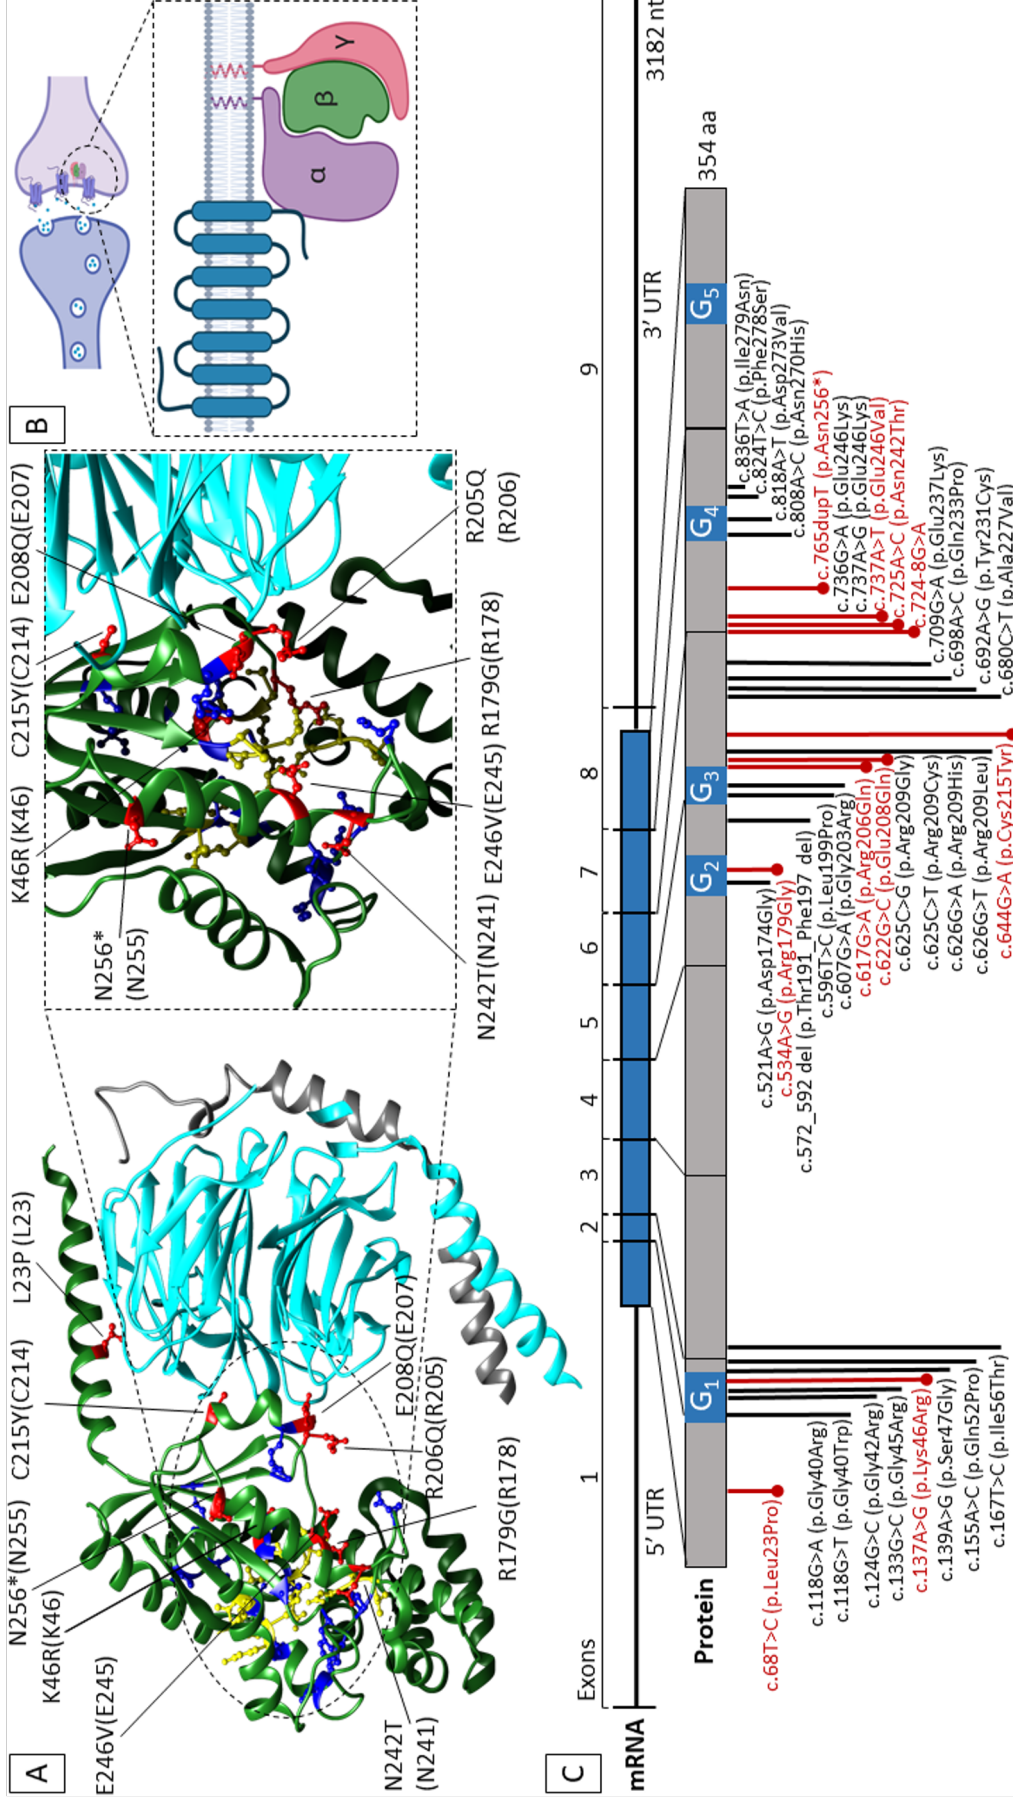 A
N256*(N255)
C215Y(C214)
L23P (L23)
K46R(K46)
E246V(E245)
N242T
(N241)
E208Q(E207)
R206Q(R205)
R179G(R178)
K46R (K46)
C215Y(C214)
E208Q(E207)
N256*
(N255)
N242T(N241)
E246V(E245)
R179G(R178)
R205Q
(R206)
B
α
β
γ
C
Exons
1
2
3
4
5
6
7
8
9
mRNA
5’ UTR
3’ UTR
3182 nt
Protein
G1
G2
G3
G4
G5
354 aa
c.68T>C (p.Leu23Pro)
c.118G>A (p.Gly40Arg)
c.118G>T (p.Gly40Trp)
c.124G>C (p.Gly42Arg)
c.133G>C (p.Gly45Arg)
c.137A>G (p.Lys46Arg)
c.139A>G (p.Ser47Gly)
c.155A>C (p.Gln52Pro)
c.167T>C (p.Ile56Thr)
c.521A>G (p.Asp174Gly)
c.534A>G (p.Arg179Gly)
c.572_592 del (p.Thr191_Phe197 del)
c.596T>C (p.Leu199Pro)
c.607G>A (p.Gly203Arg)
c.617G>A (p.Arg206Gln)
c.622G>C (p.Glu208Gln)
c.625C>G (p.Arg209Gly)
c.625C>T (p.Arg209Cys)
c.626G>A (p.Arg209His)
c.626G>T (p.Arg209Leu)
c.644G>A (p.Cys215Tyr)
c.680C>T (p.Ala227Val)
c.692A>G (p.Tyr231Cys)
c.698A>C (p.Gln233Pro)
c.709G>A (p.Glu237Lys)
c.724-8G>A
c.725A>C (p.Asn242Thr)
c.737A>T (p.Glu246Val)
c.737A>G (p.Glu246Lys)
c.736G>A (p.Glu246Lys)
c.765dupT (p.Asn256*)
c.808A>C (p.Asn270His)
c.818A>T (p.Asp273Val)
c.824T>C (p.Phe278Ser)
c.836T>A (p.Ile279Asn)